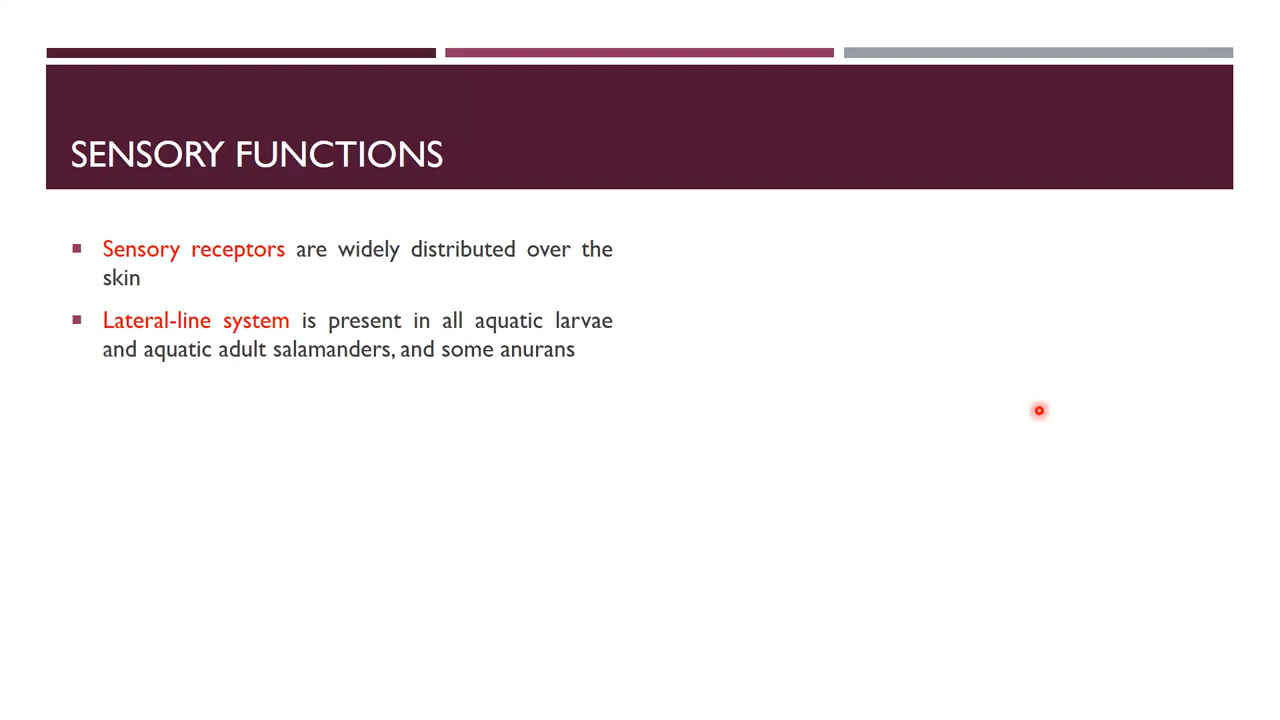 SENSORY FUNCTIONS
Sensory receptors are widely distributed over the
skin
Lateral-line system is present in all aquatic larvae
and aquatic adult salamanders, and some anurans